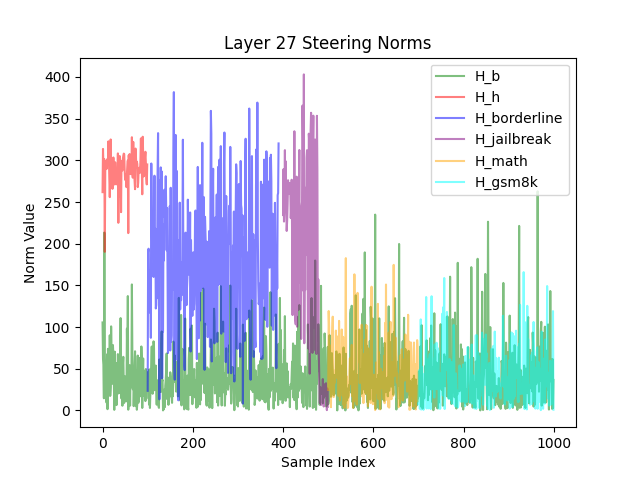 Layer 27 Steering Norms
Norm Value
400
350
300
250
200
150
100
50
0
H_b
H_h
H_borderline
H_jailbreak
H_math
H_gsm8k
0 200 400 600 800 1000
Sample Index